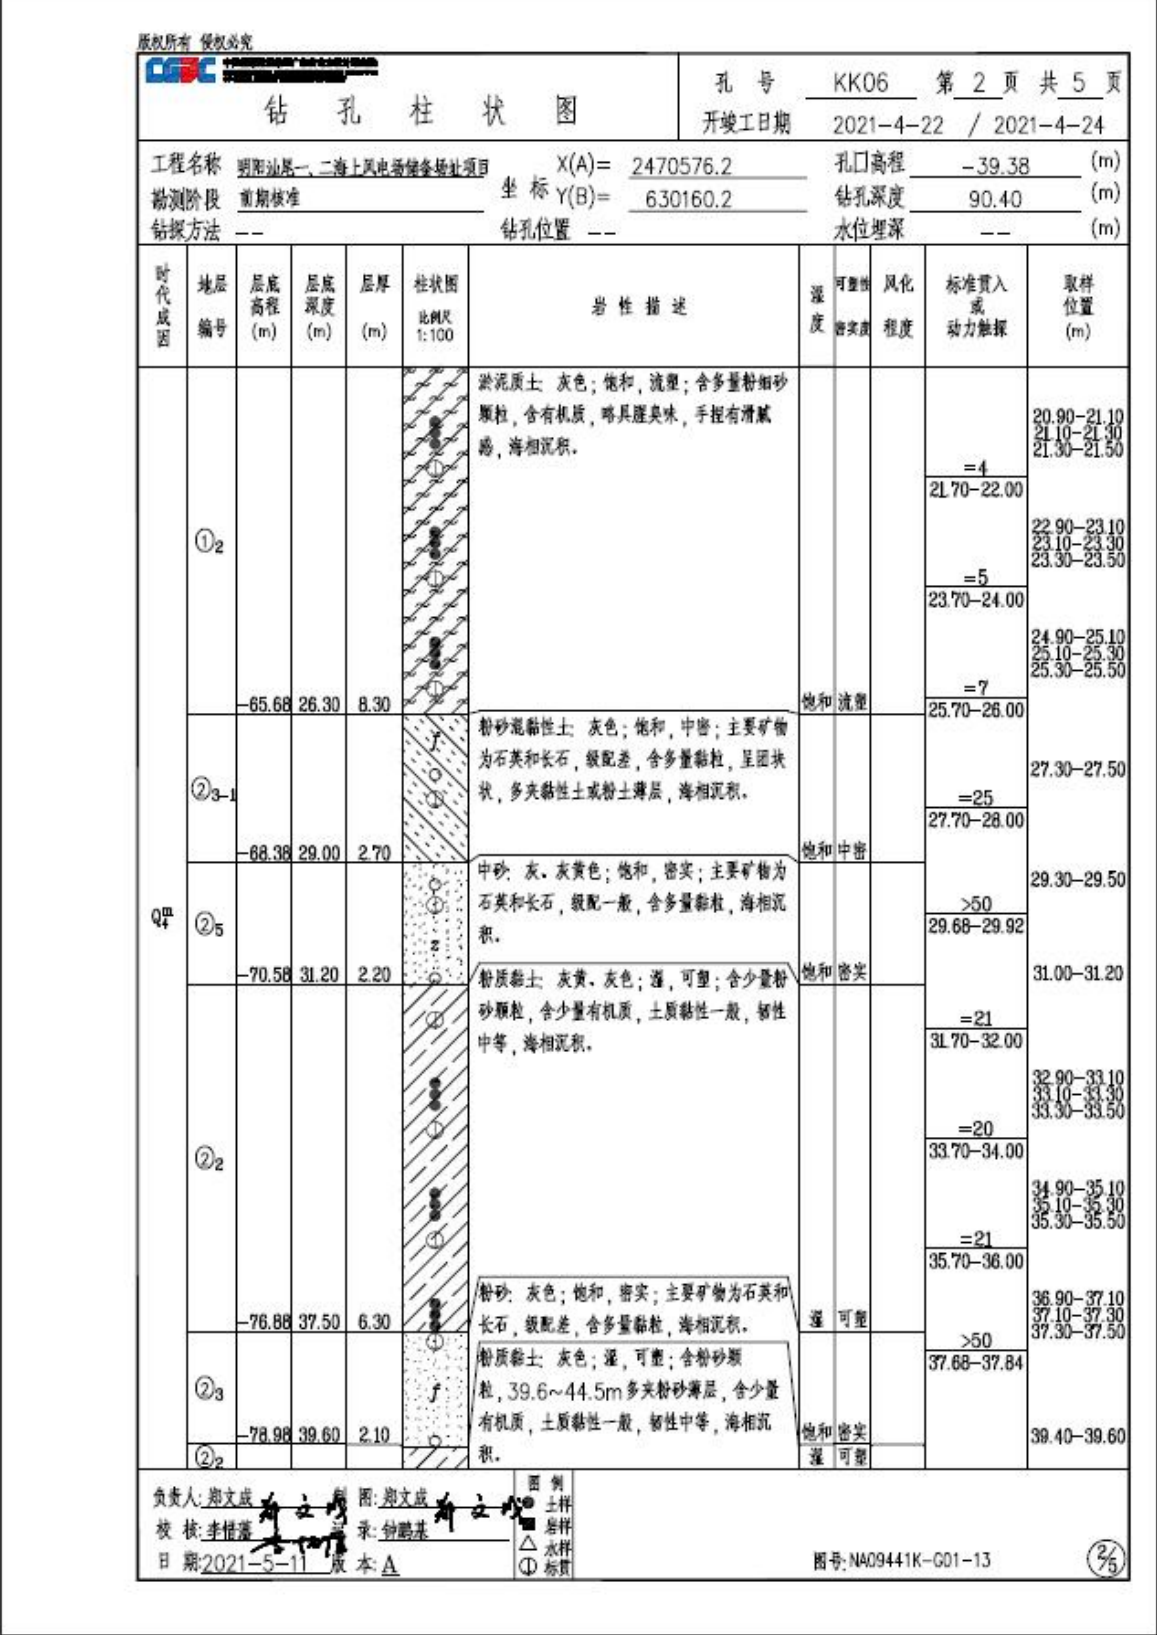 版权所有 侵权必究
CGDC
钻 孔 柱 状 图
孔 号 KK06 第 2 页 共 5 页
开竣工日期 2021-4-22 / 2021-4-24
工程名称 明阳汕尾一、二海上风电场储备场址项目
坐 标 X(A)= 2470576.2
Y(B)= 630160.2
孔口高程 -39.38 (m)
勘测阶段 前期核准
钻孔深度 90.40 (m)
钻探方法 --
钻孔位置 --
水位埋深 -- (m)
时代成因
地层编号
层底高程(m)
层底深度(m)
层厚(m)
柱状图 比例尺 1:100
岩 性 描 述
湿度
可塑性 密实度
风化程度
标准贯入或动力触探
取样位置(m)
Q4m
①2
-65.68 26.30 8.30
淤泥质土: 灰色; 饱和, 流塑; 含多量粉细砂
颗粒, 含有机质, 略具腥臭味, 手捏有滑腻
感, 海相沉积。
饱和 流塑
=4
21.70-22.00
=5
23.70-24.00
=7
25.70-26.00
20.90-21.10
21.10-21.30
21.30-21.50
22.90-23.10
23.10-23.30
23.30-23.50
24.90-25.10
25.10-25.30
25.30-25.50
②3-1
-68.38 29.00 2.70
f
粉砂混黏性土: 灰色; 饱和, 中密; 主要矿物
为石英和长石, 级配差, 含多量黏粒, 呈团块
状, 多夹黏性土或粉土薄层, 海相沉积。
饱和 中密
=25
27.70-28.00
27.30-27.50
②5
-70.58 31.20 2.20
z
中砂: 灰、灰黄色; 饱和, 密实; 主要矿物为
石英和长石, 级配一般, 含多量黏粒, 海相沉
积。
饱和 密实
>50
29.68-29.92
29.30-29.50
31.00-31.20
②2
-76.88 37.50 6.30
粉质黏土: 灰黄、灰色; 湿, 可塑; 含少量粉
砂颗粒, 含少量有机质, 土质黏性一般, 韧性
中等, 海相沉积。
湿 可塑
=21
31.70-32.00
=20
33.70-34.00
=21
35.70-36.00
32.90-33.10
33.10-33.30
33.30-33.50
34.90-35.10
35.10-35.30
35.30-35.50
36.90-37.10
37.10-37.30
37.30-37.50
②3
-78.98 39.60 2.10
f
粉砂: 灰色; 饱和, 密实; 主要矿物为石英和
长石, 级配差, 含多量黏粒, 海相沉积。
饱和 密实
>50
37.68-37.84
39.40-39.60
②2
粉质黏土: 灰色; 湿, 可塑; 含粉砂颗
粒, 39.6~44.5m多夹粉砂薄层, 含少量
有机质, 土质黏性一般, 韧性中等, 海相沉
积。
湿 可塑
负责人: 郑文成 郑文成 制 图: 郑文成 郑文成
校 核: 李惜藩 录: 钟鹏基
日 期: 2021-5-11 版 本: A
图 例
土样
岩样
水样
标贯
图号: NA09441K-G01-13
2/5